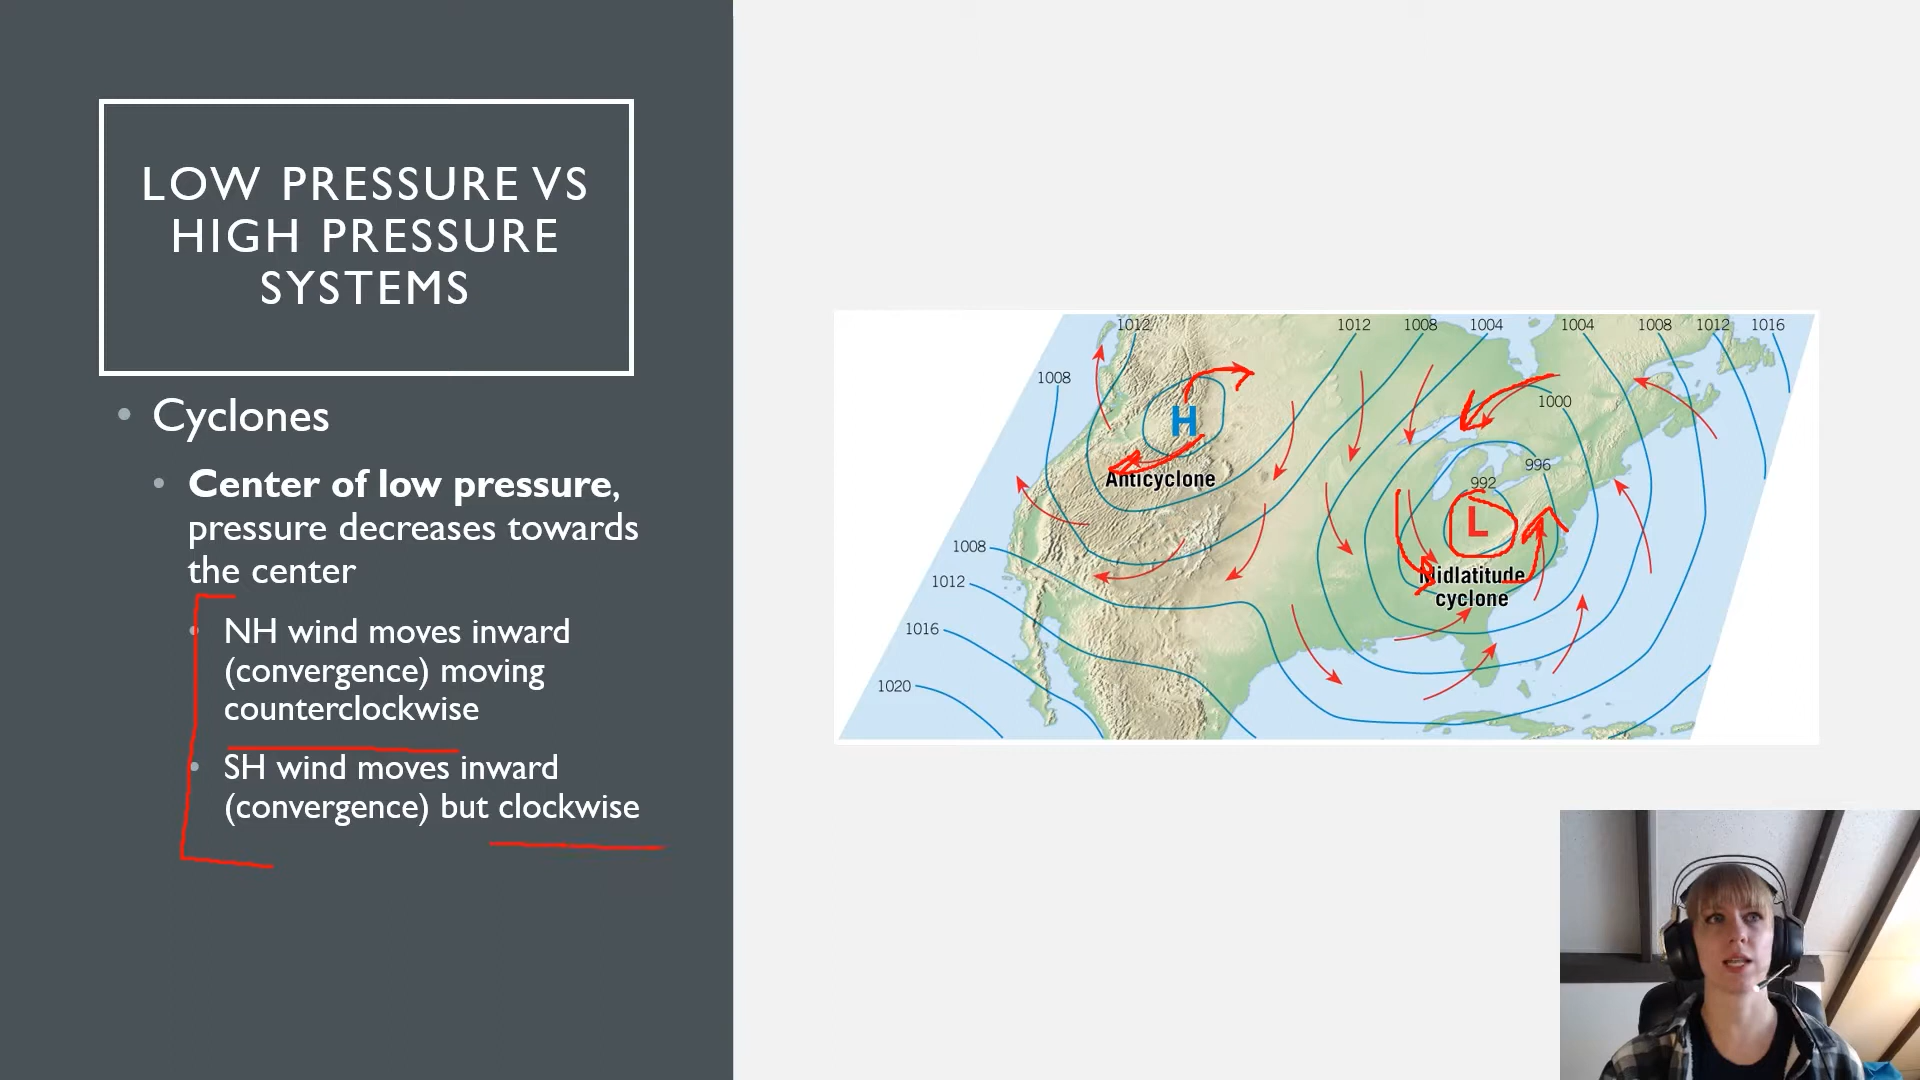 LOW PRESSURE VS
HIGH PRESSURE
SYSTEMS
Cyclones
Center of low pressure,
pressure decreases towards
the center
NH wind moves inward
(convergence) moving
counterclockwise
SH wind moves inward
(convergence) but clockwise
1012 1012 1008 1004 1004 1008 1012 1016
1008
1000
H
996
Anticyclone
992
L
1008
Midlatitude
cyclone
1012
1016
1020